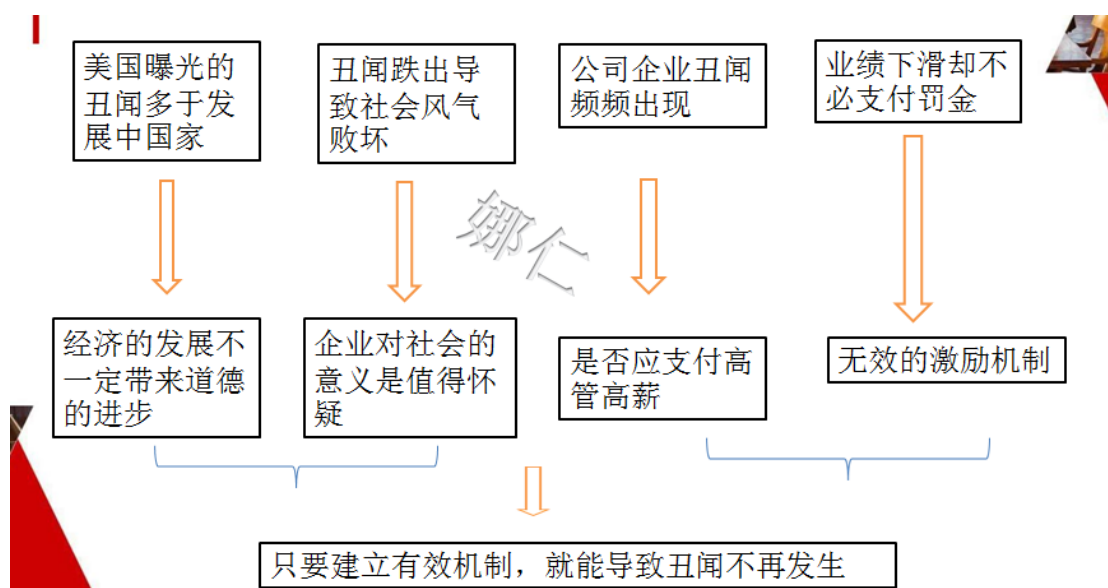 美国曝光的
丑闻多于发
展中国家
丑闻跌出导
致社会风气
败坏
公司企业丑闻
频频出现
业绩下滑却不
必支付罚金
娜仁
经济的发展不
一定带来道德
的进步
企业对社会的
意义是值得怀
疑
是否应支付高
管高薪
无效的激励机制
只要建立有效机制，就能导致丑闻不再发生